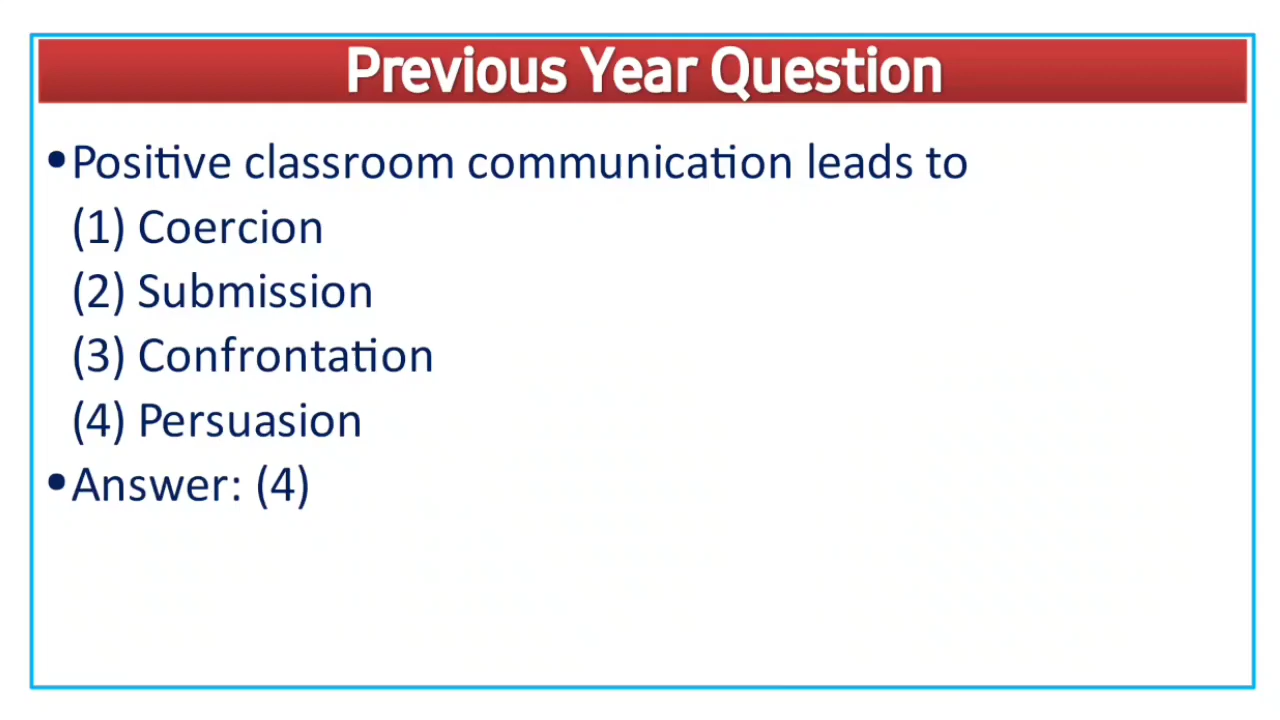 Previous Year Question
•Positive classroom communication leads to
(1) Coercion
(2) Submission
(3) Confrontation
(4) Persuasion
•Answer: (4)